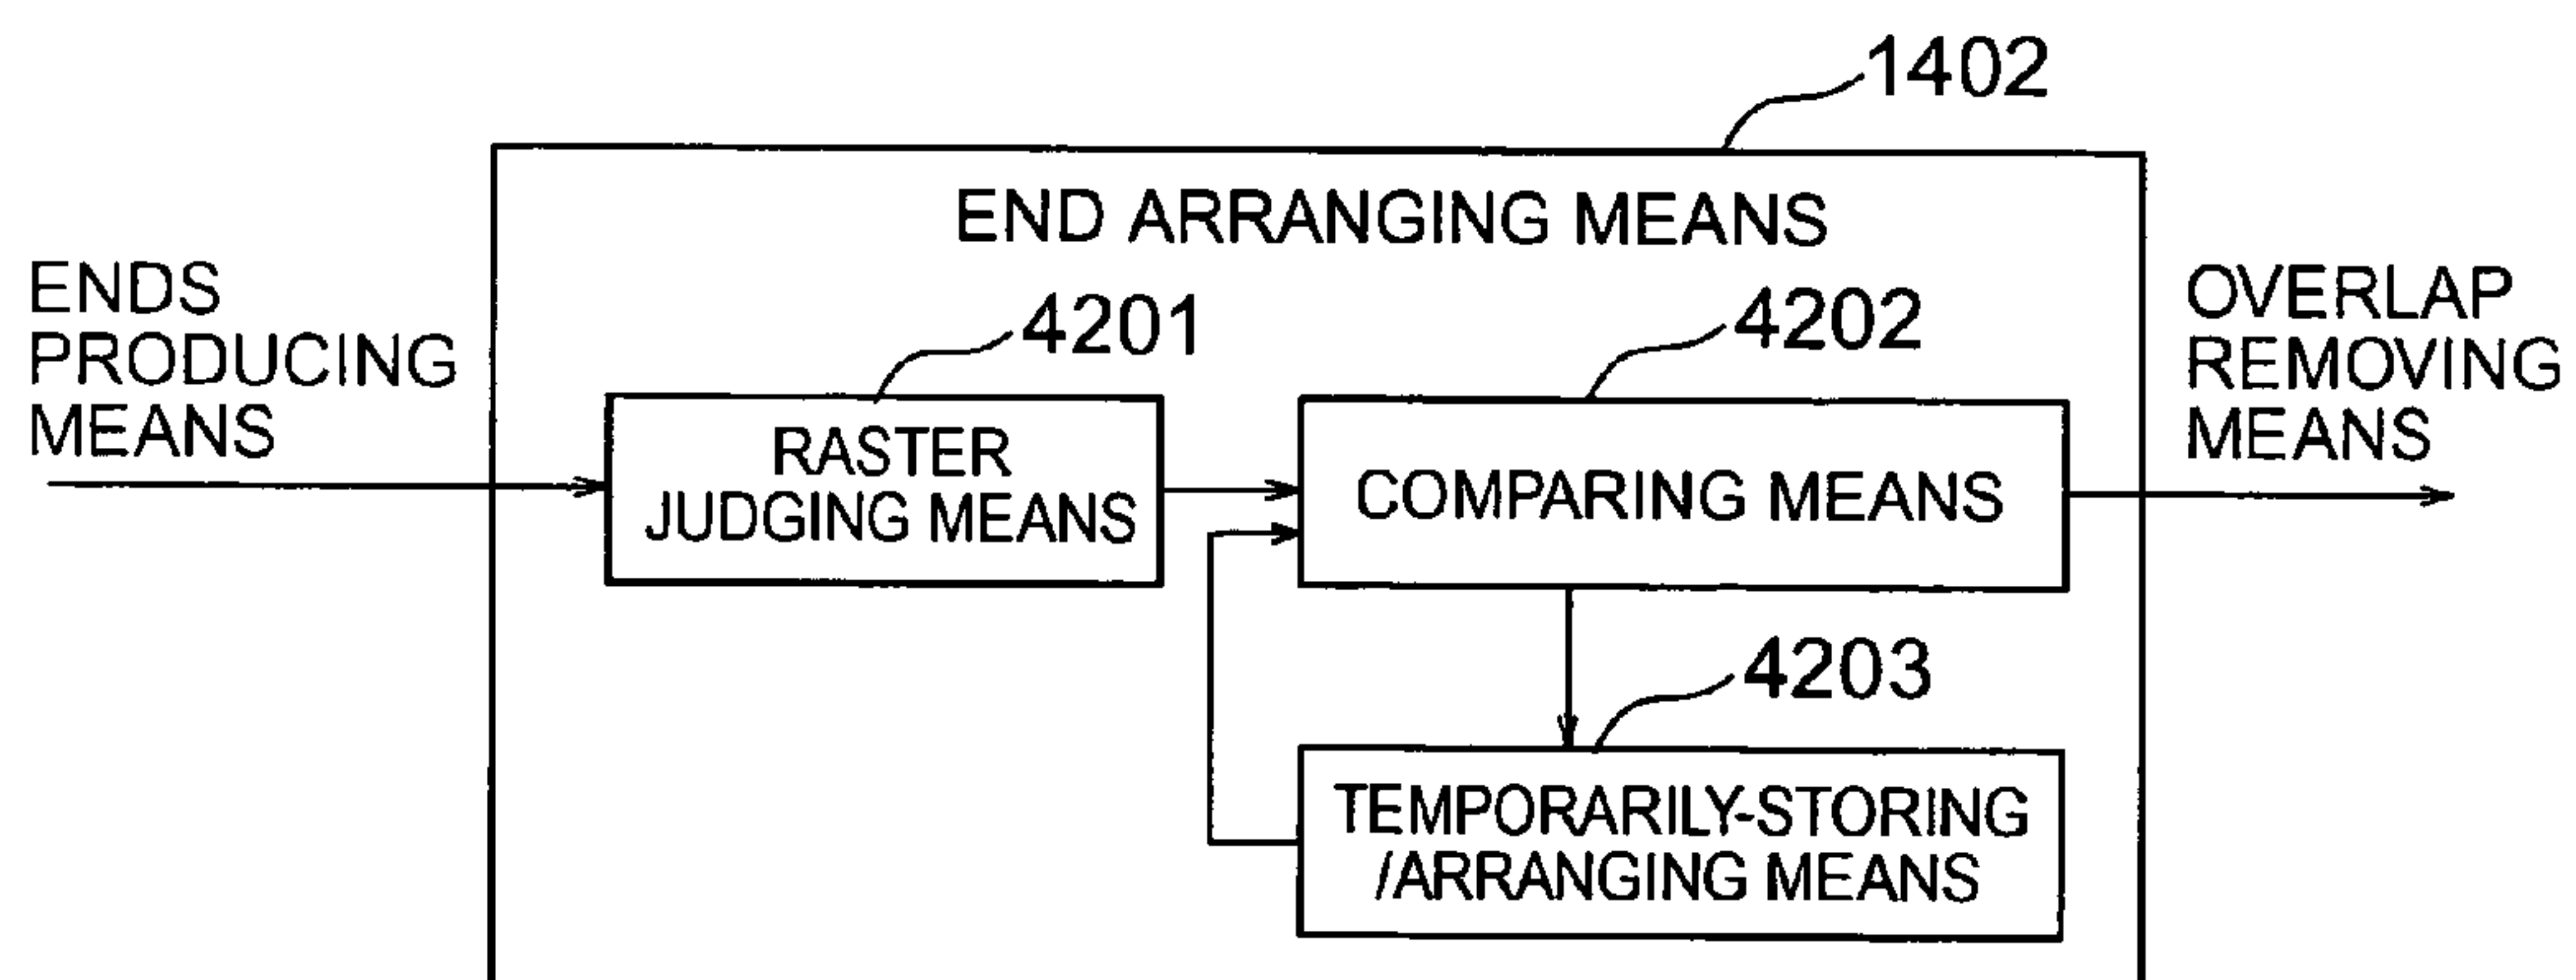 1402
END ARRANGING MEANS
ENDS
PRODUCING
MEANS
4201
4202
OVERLAP
REMOVING
MEANS
RASTER
JUDGING MEANS
COMPARING MEANS
4203
TEMPORARILY-STORING
/ARRANGING MEANS